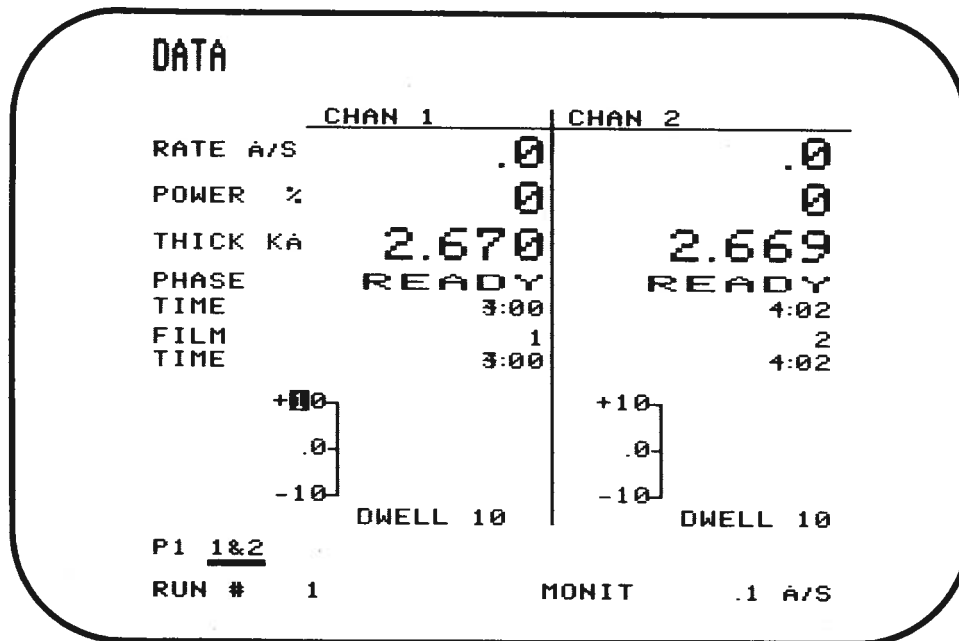 DATA
CHAN 1 CHAN 2
RATE Å/S .0 .0
POWER % 0 0
THICK KÅ 2.670 2.669
PHASE READY READY
TIME 3:00 4:02
FILM 1 2
TIME 3:00 4:02
+10 +10
.0 .0
-10 -10
DWELL 10 DWELL 10
P1 1&2
RUN # 1 MONIT .1 Å/S